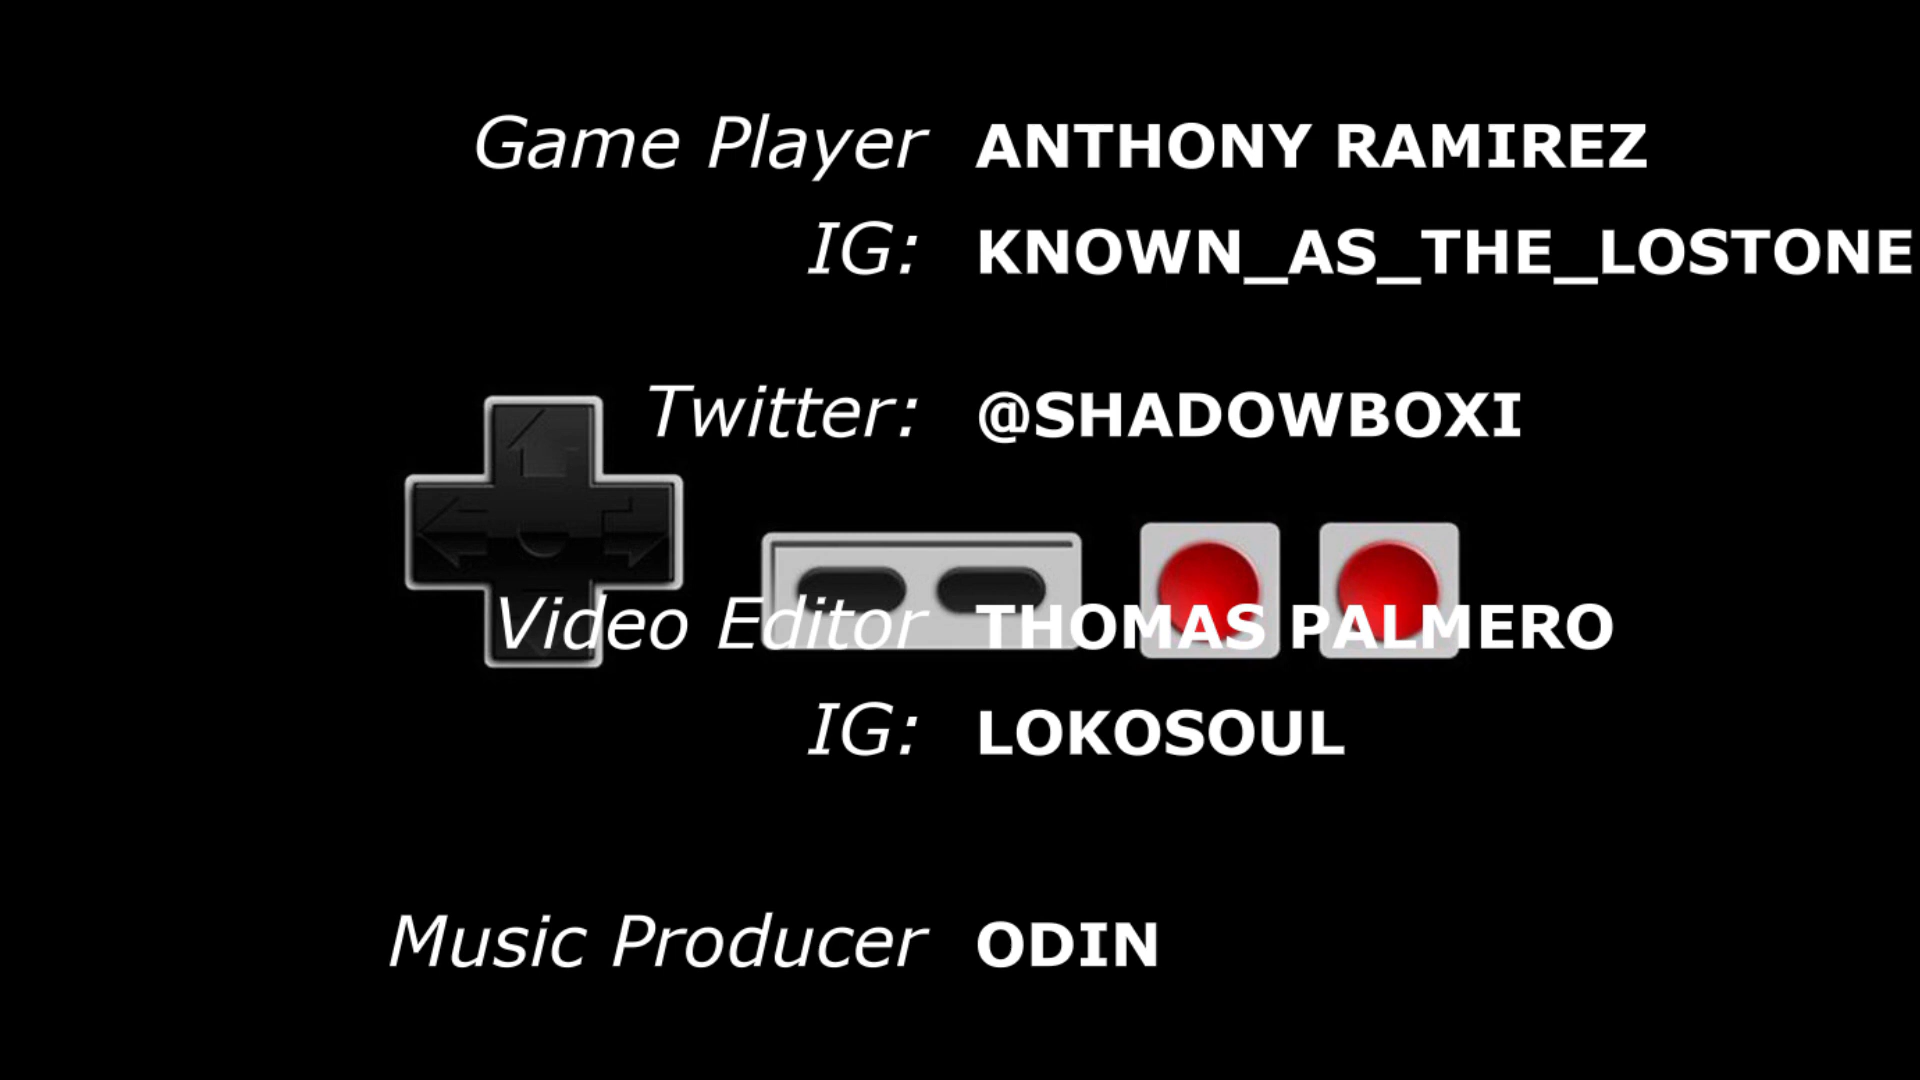 Game Player ANTHONY RAMIREZ
IG: KNOWN_AS_THE_LOSTONE
Twitter: @SHADOWBOXI
Video Editor THOMAS PALMERO
IG: LOKOSOUL
Music Producer ODIN